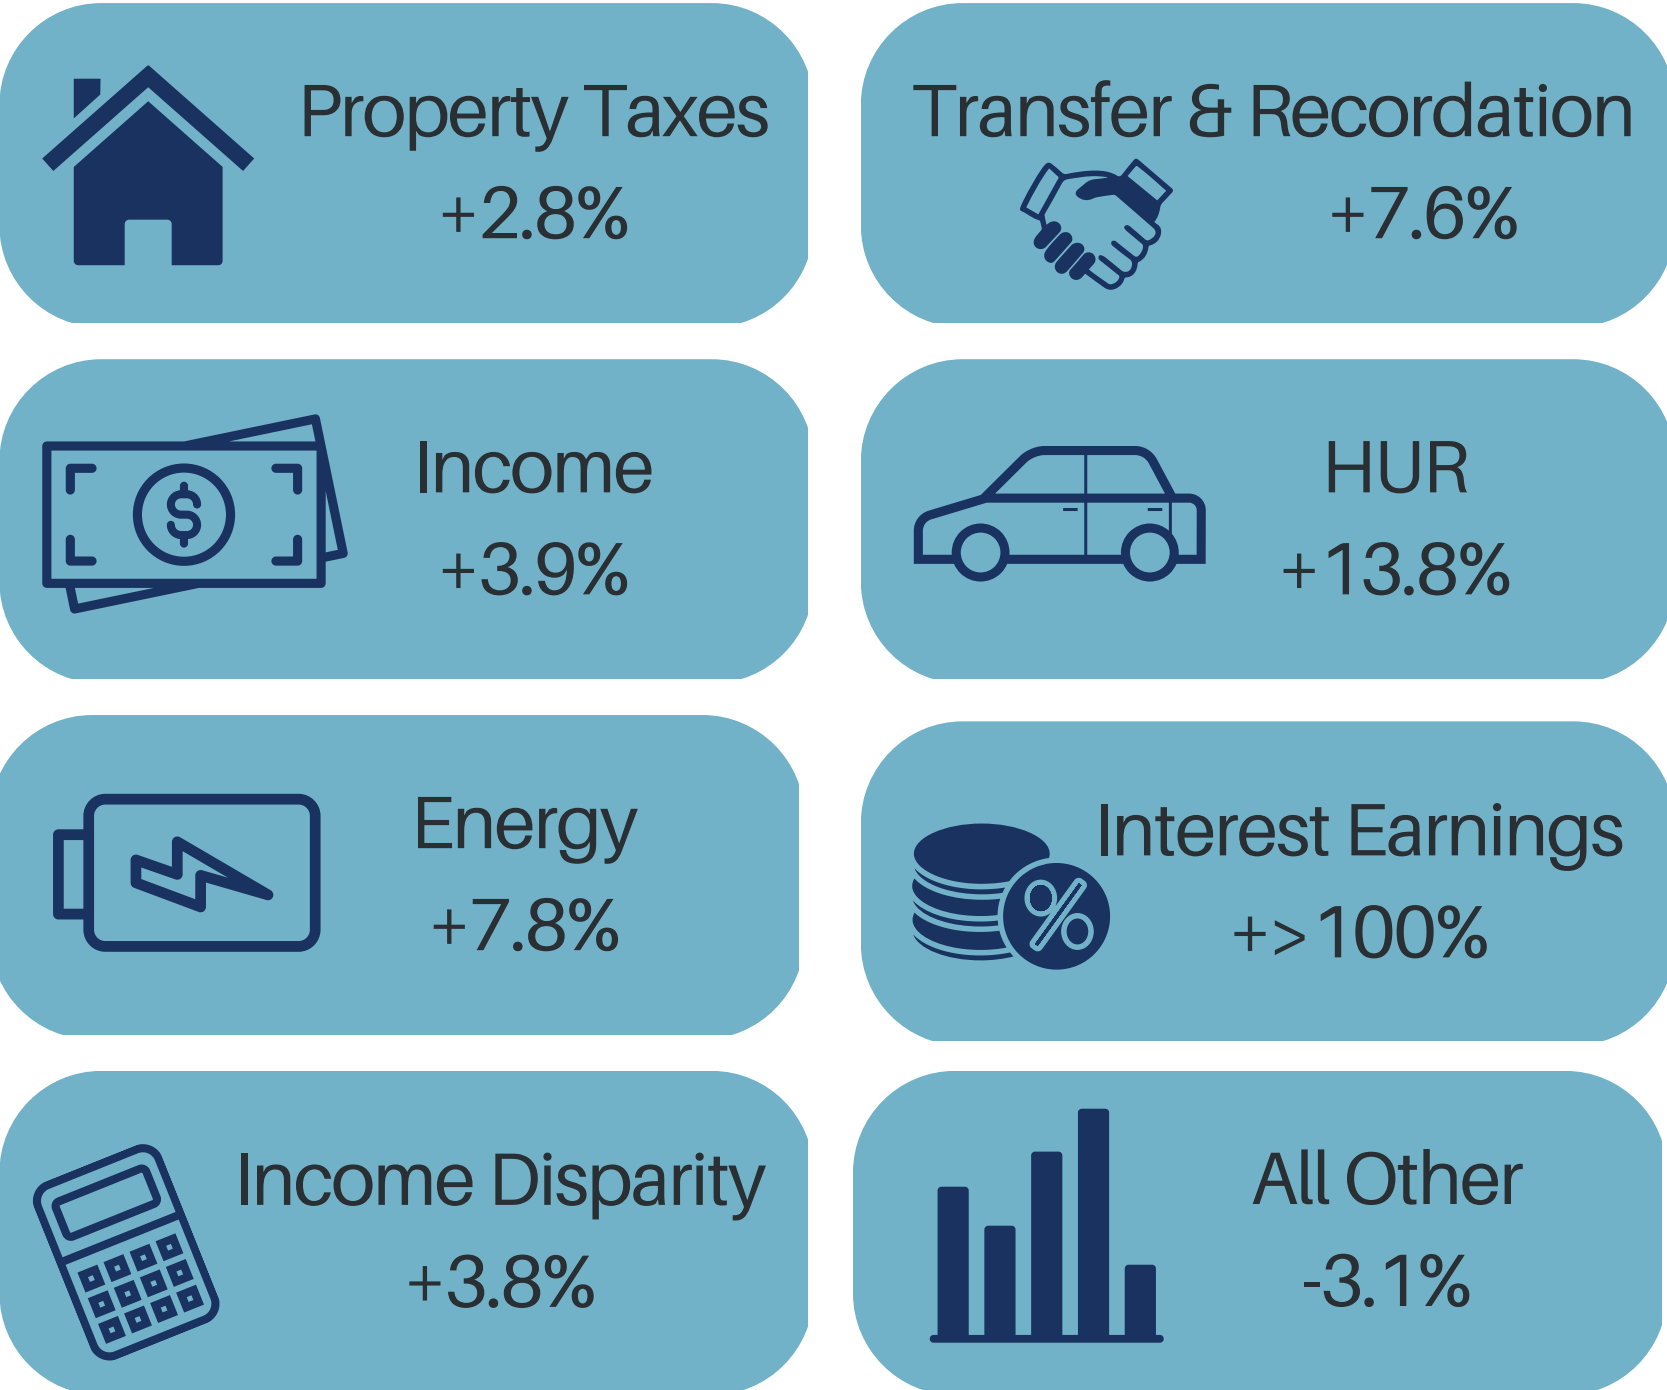 Property Taxes
+2.8%
Transfer & Recordation
+7.6%
Income
+3.9%
HUR
+13.8%
Energy
+7.8%
Interest Earnings
+>100%
Income Disparity
+3.8%
All Other
-3.1%